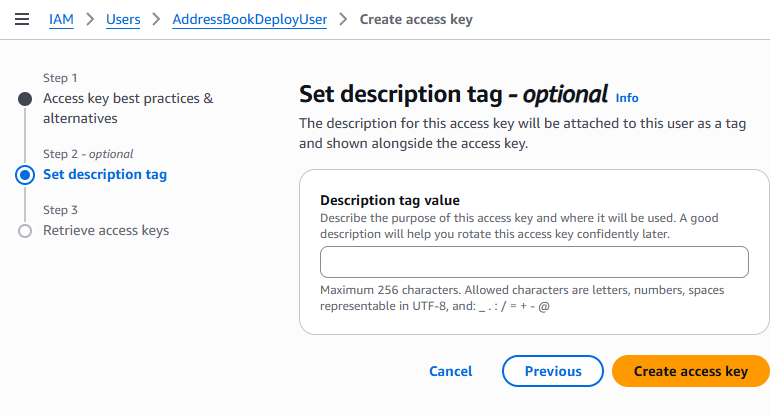 IAM > Users > AddressBookDeployUser > Create access key
Step 1
Access key best practices &
alternatives
Step 2 - optional
Set description tag
Step 3
Retrieve access keys
Set description tag - optional Info
The description for this access key will be attached to this user as a tag
and shown alongside the access key.
Description tag value
Describe the purpose of this access key and where it will be used. A good
description will help you rotate this access key confidently later.
Maximum 256 characters. Allowed characters are letters, numbers, spaces
representable in UTF-8, and: _ . : / = + - @
Cancel
Previous
Create access key